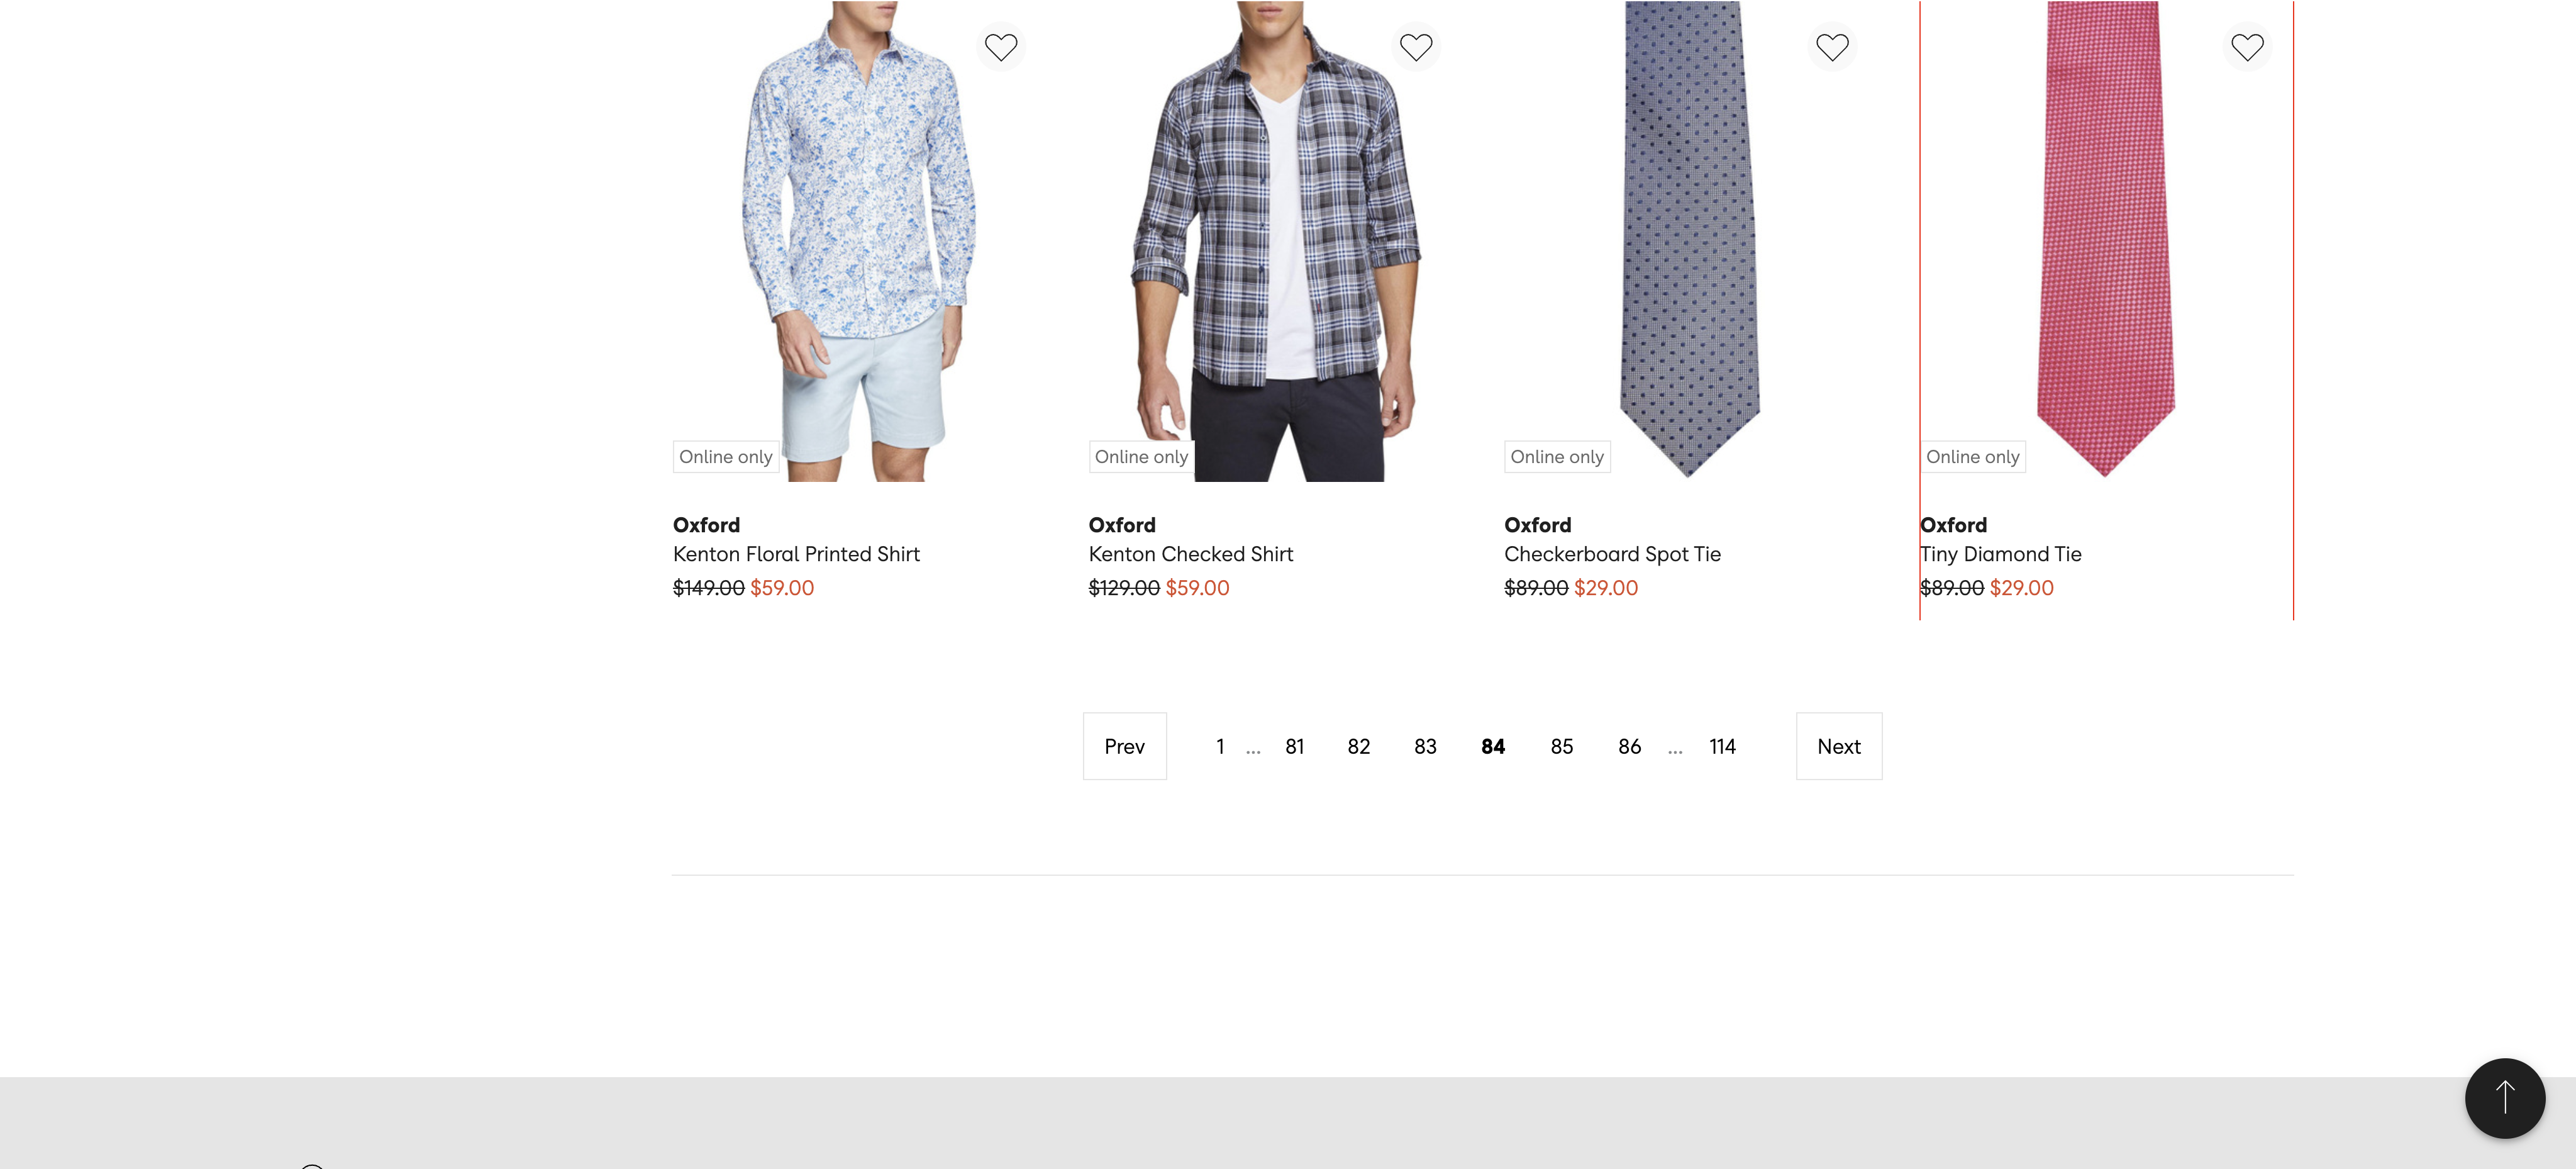 Online only
Online only
Online only
Online only
Oxford
Kenton Floral Printed Shirt
$149.00 $59.00
Oxford
Kenton Checked Shirt
$129.00 $59.00
Oxford
Checkerboard Spot Tie
$89.00 $29.00
Oxford
Tiny Diamond Tie
$89.00 $29.00
Prev 1 ... 81 82 83 84 85 86 ... 114 Next